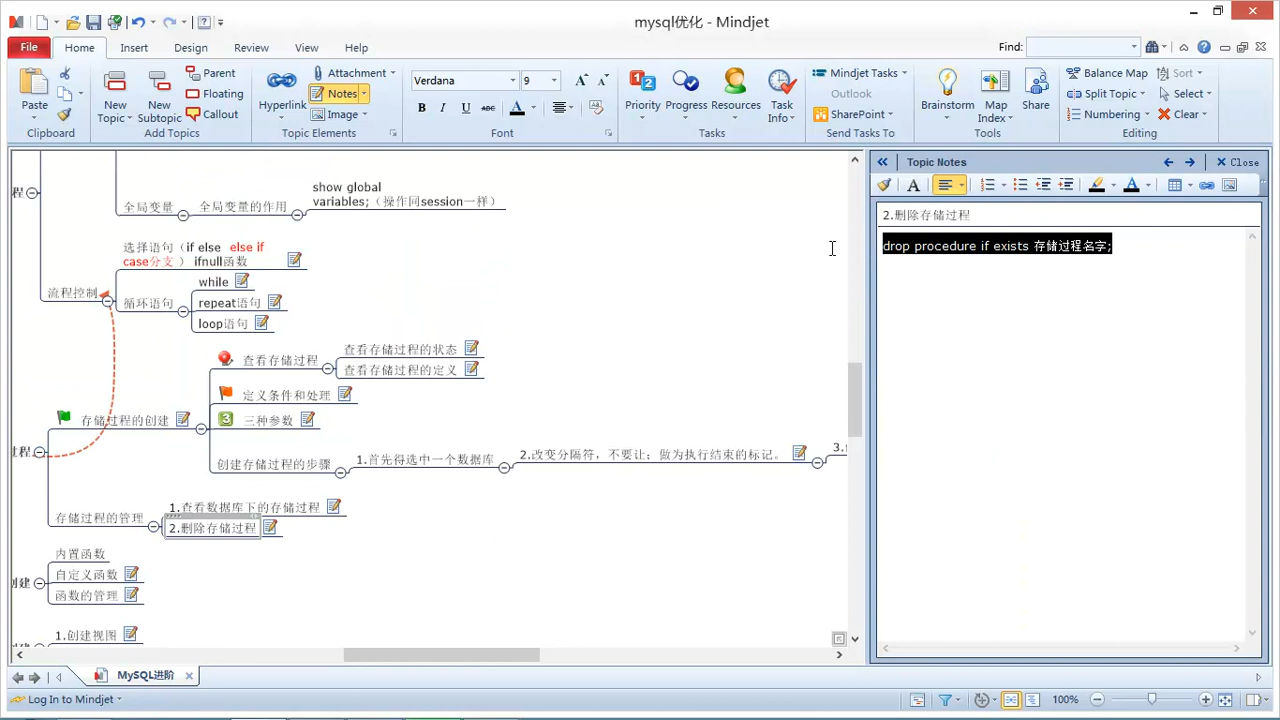 mysql优化 - Mindjet
File
Home
Insert
Design
Review
View
Help
Find:
Paste
Clipboard
New Topic
New Subtopic
Parent
Floating
Callout
Add Topics
Hyperlink
Attachment
Notes
Image
Topic Elements
Verdana
9
B I U abc A
Font
Priority
Progress
Resources
Task Info
Tasks
Mindjet Tasks
Outlook
SharePoint
Send Tasks To
Brainstorm
Map Index
Share
Tools
Balance Map
Split Topic
Numbering
Sort
Select
Clear
Editing
程
全局变量
全局变量的作用
show global
variables;（操作同session一样）
选择语句（if else else if
case分支 ） ifnull函数
流程控制
循环语句
while
repeat语句
loop语句
查看存储过程
查看存储过程的状态
查看存储过程的定义
定义条件和处理
存储过程的创建
3 三种参数
过程
创建存储过程的步骤
1.首先得选中一个数据库
2.改变分隔符，不要让；做为执行结束的标记。
1.查看数据库下的存储过程
存储过程的管理
2.删除存储过程
内置函数
创建
自定义函数
函数的管理
1.创建视图
Topic Notes
Close
2.删除存储过程
drop procedure if exists 存储过程名字;
MySQL进阶
Log In to Mindjet
100%